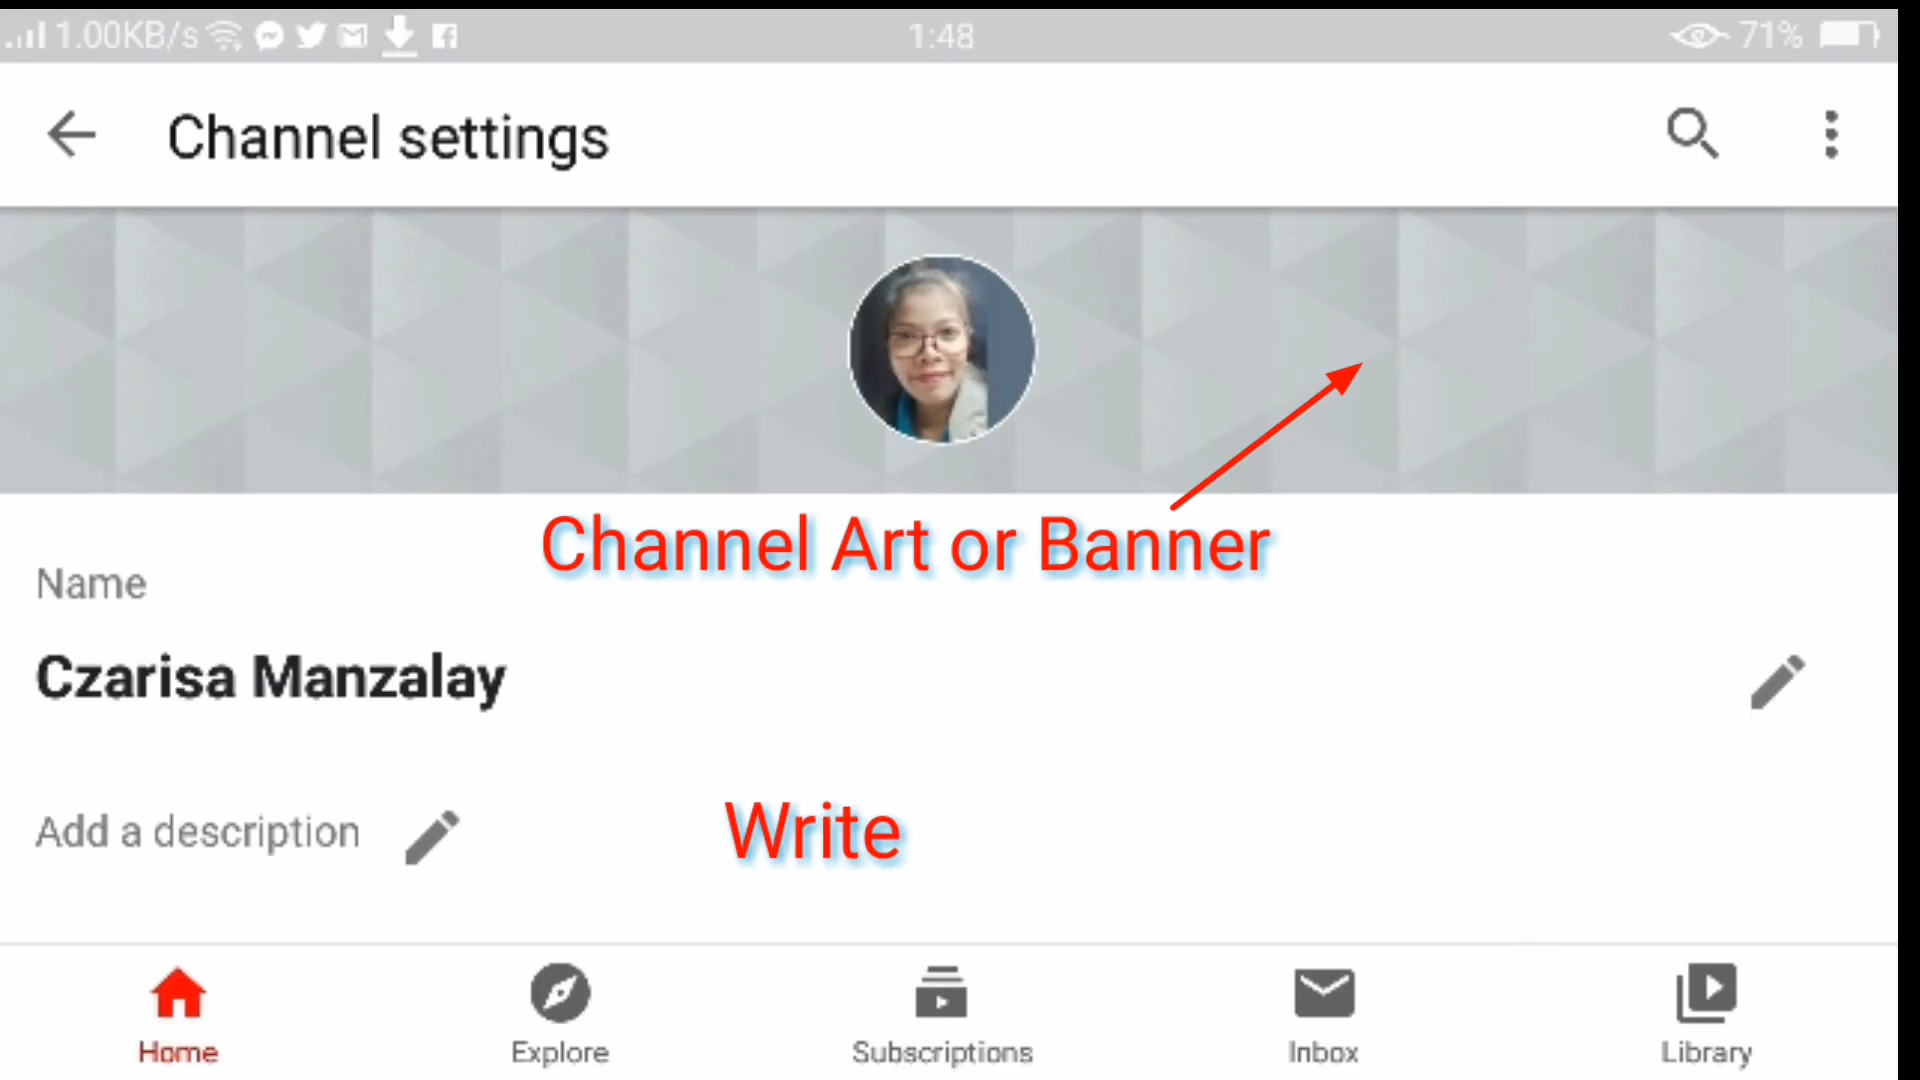 1.00KB/s 1:48 71%
Channel settings
Channel Art or Banner
Name
Czarisa Manzalay
Add a description Write
Home Explore Subscriptions Inbox Library